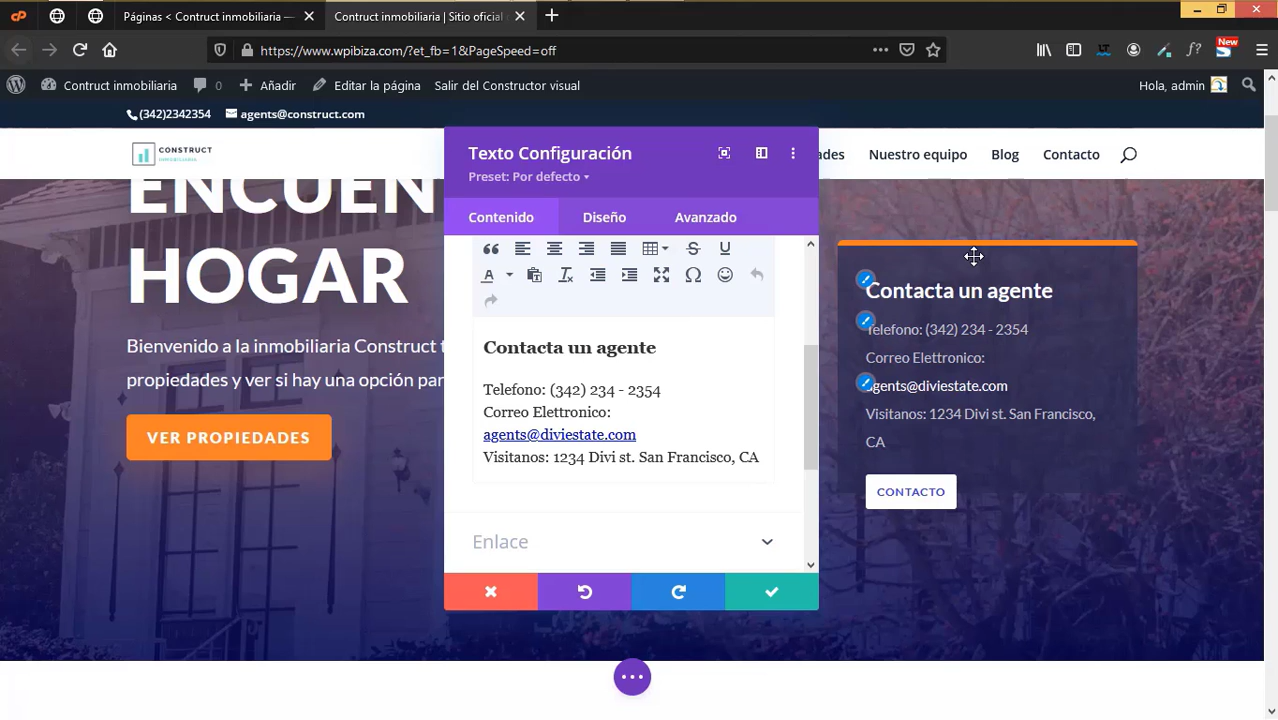 Páginas < Contruct inmobiliaria —
Contruct inmobiliaria | Sitio oficial
https://www.wpibiza.com/?et_fb=1&PageSpeed=off
New
Contruct inmobiliaria
0
Añadir
Editar la página
Salir del Constructor visual
Hola, admin
(342)2342354
agents@construct.com
CONSTRUCT
INMOBILIARIA
Nuestro equipo
Blog
Contacto
ENCUEN
HOGAR
Bienvenido a la inmobiliaria Construct
propiedades y ver si hay una opción par
VER PROPIEDADES
Texto Configuración
Preset: Por defecto
Contenido
Diseño
Avanzado
Contacta un agente
Telefono: (342) 234 - 2354
Correo Elettronico:
agents@diviestate.com
Visitanos: 1234 Divi st. San Francisco, CA
Enlace
Contacta un agente
Telefono: (342) 234 - 2354
Correo Elettronico:
agents@diviestate.com
Visitanos: 1234 Divi st. San Francisco,
CA
CONTACTO